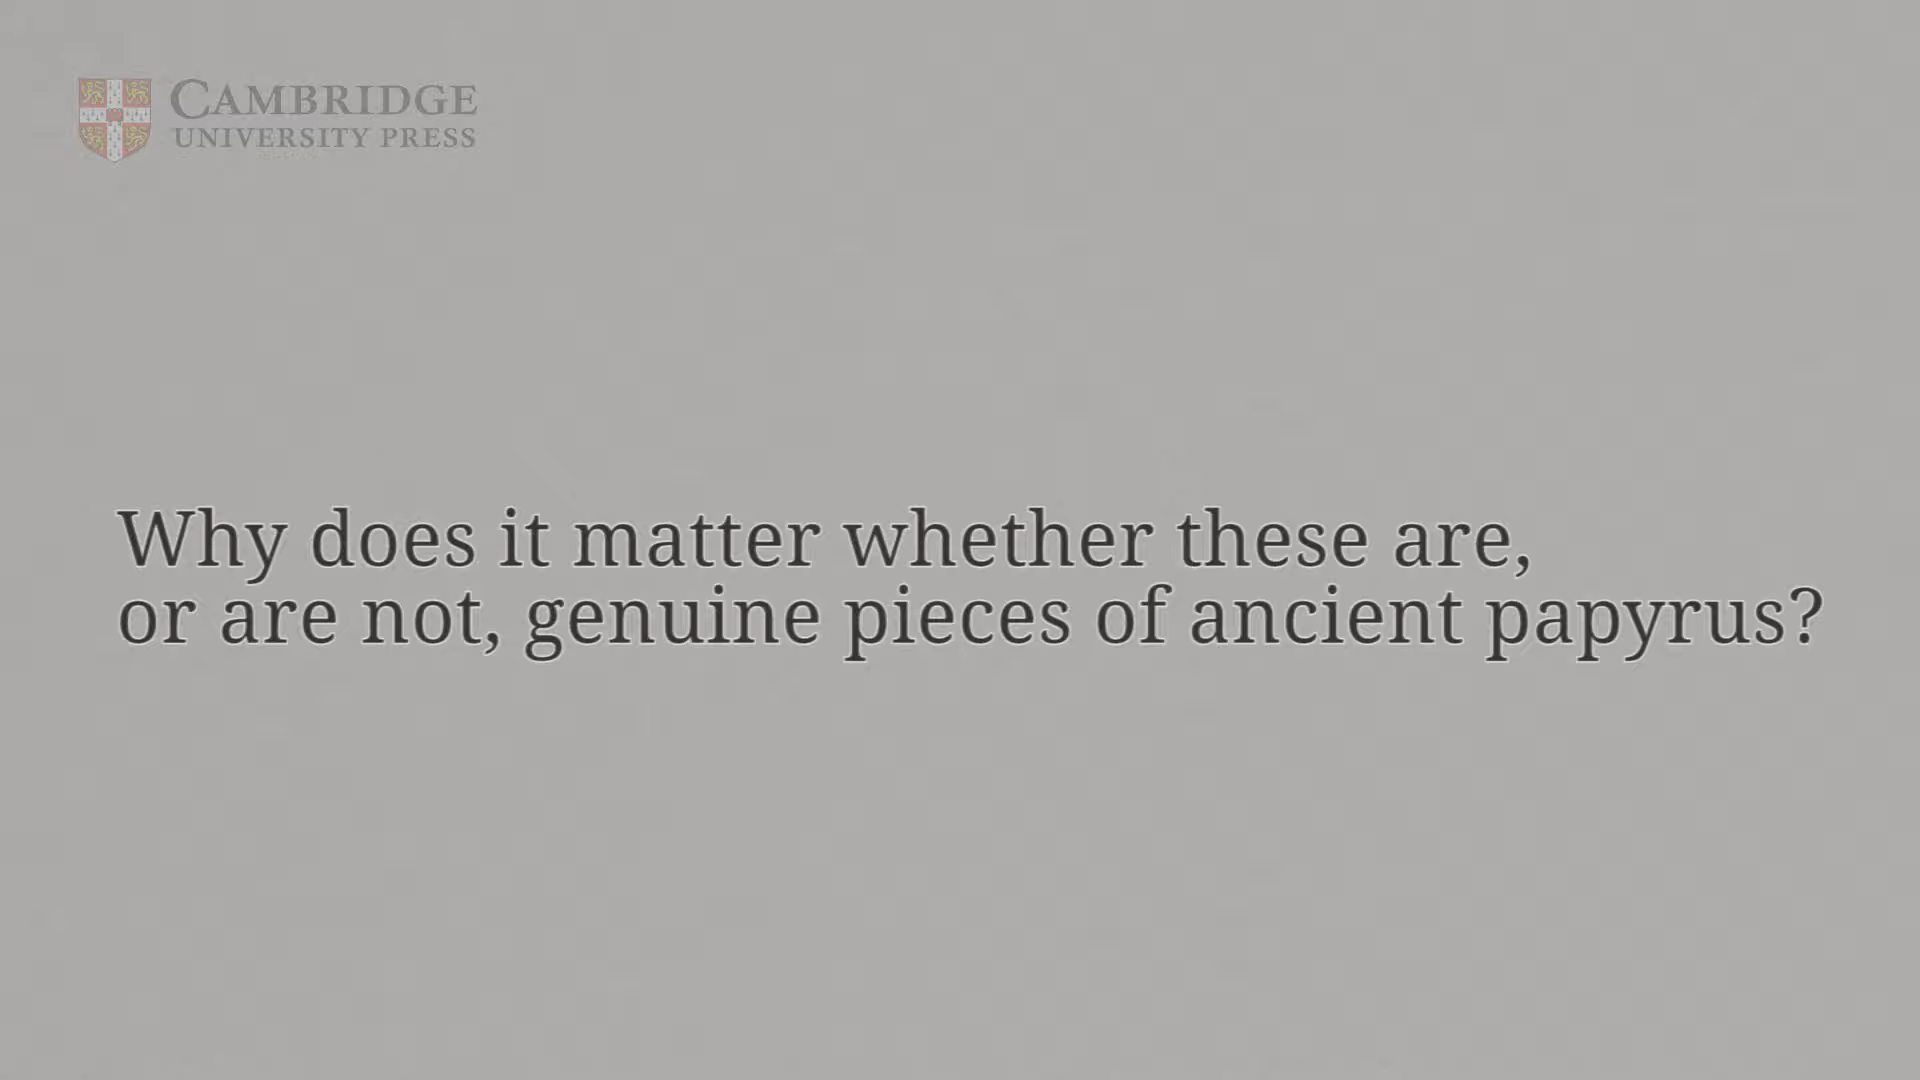 CAMBRIDGE
UNIVERSITY PRESS
Why does it matter whether these are,
or are not, genuine pieces of ancient papyrus?